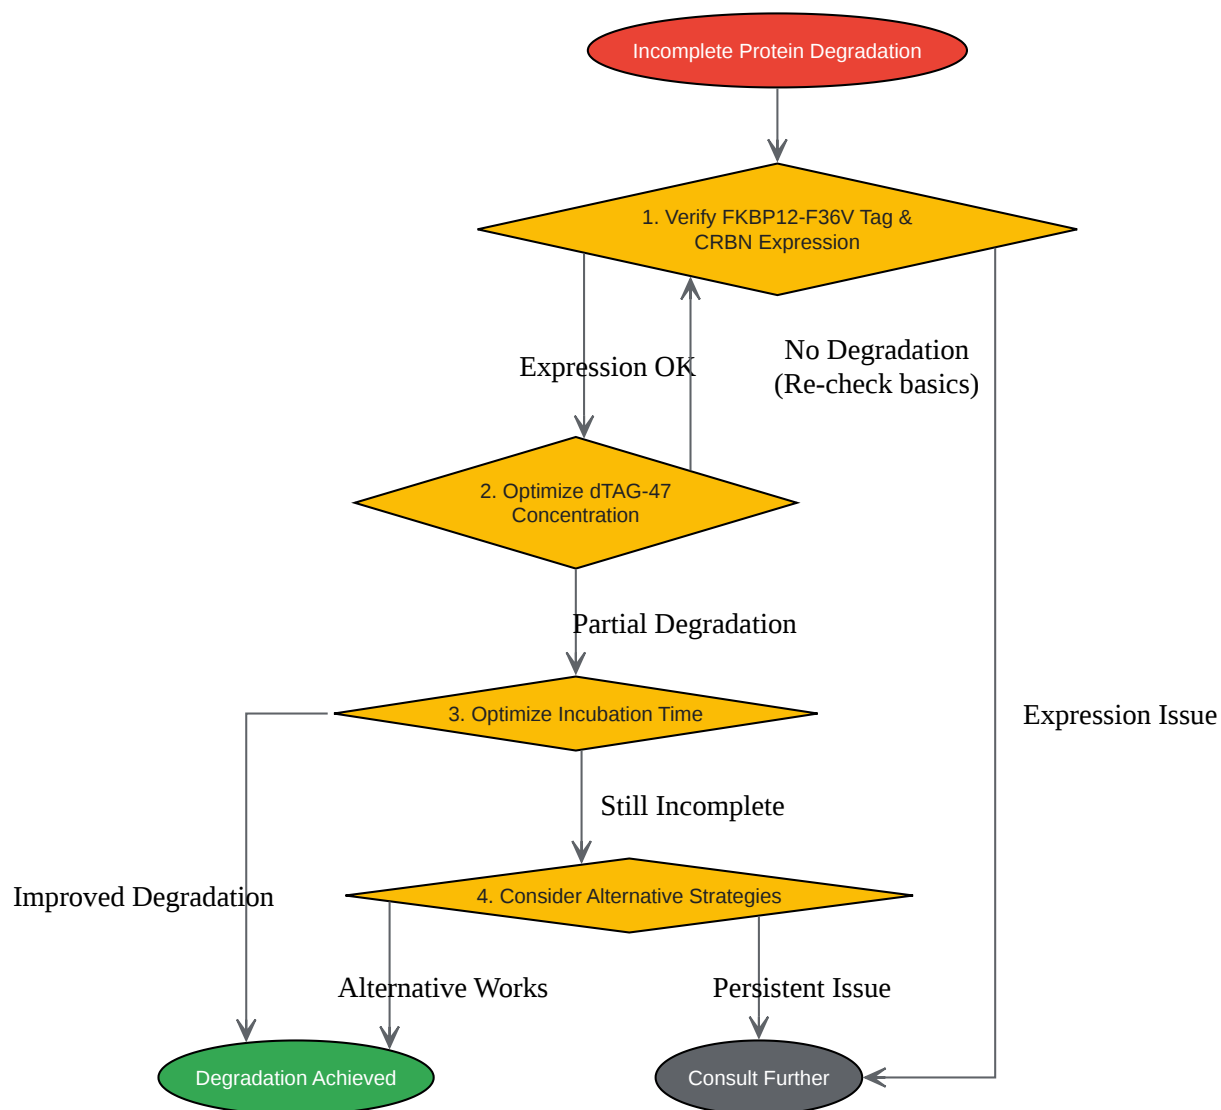 Incomplete Protein Degradation
1. Verify FKBP12-F36V Tag &
CRBN Expression
Expression OK
No Degradation
(Re-check basics)
2. Optimize dTAG-47
Concentration
Partial Degradation
3. Optimize Incubation Time
Expression Issue
Still Incomplete
Improved Degradation
4. Consider Alternative Strategies
Alternative Works
Persistent Issue
Degradation Achieved
Consult Further